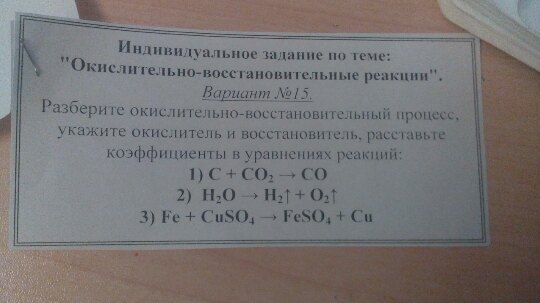 Индивидуальное задание по теме:
"Окислительно-восстановительные реакции".
Вариант №15.
Разберите окислительно-восстановительный процесс,
укажите окислитель и восстановитель, расставьте
коэффициенты в уравнениях реакций:
1) C + CO₂ → CO
2) H₂O → H₂↑ + O₂↑
3) Fe + CuSO₄ → FeSO₄ + Cu